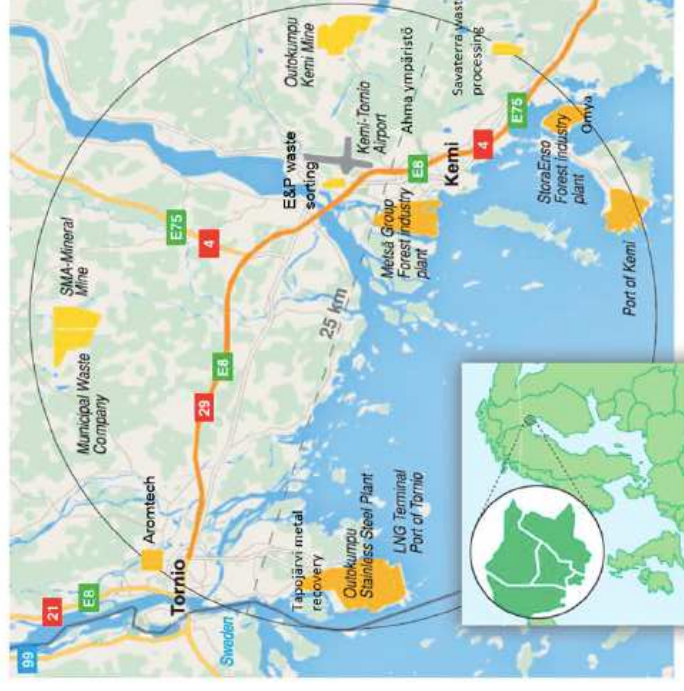 99
21
E8
Sweden
Tornio
Aromtech
Municipal Waste
Company
SMA-Mineral
Mine
29
E8
4
E75
Tapojärvi metal
recovery
Outokumpu
Stainless Steel Plant
LNG Terminal
Port of Tornio
25 km
E&P waste
sorting
Outokumpu
Kemi Mine
Kemi-Tornio
Airport
Metsä Group
Forest industry
plant
Ahma ympäristö
E8
Kemi
4
E75
Savaterra wast
processing
StoraEnso
Forest industry
plant
Omya
Port of Kemi